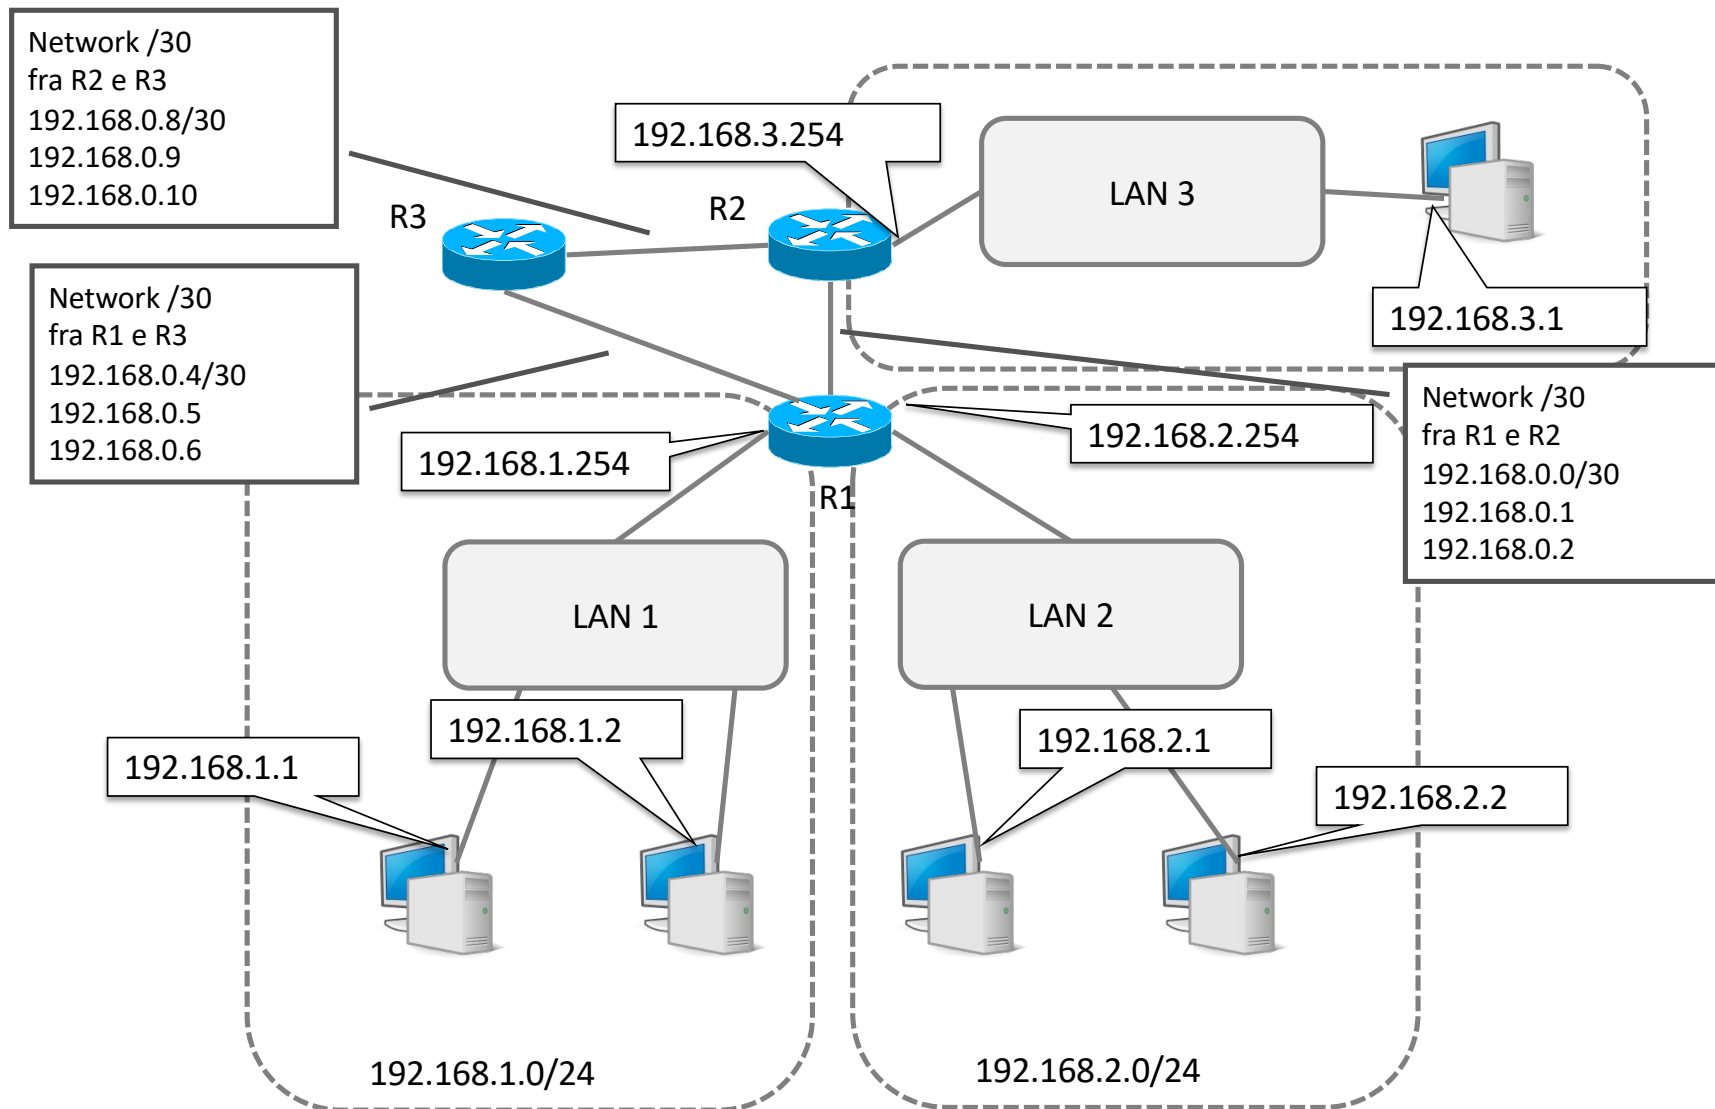 Network /30
fra R2 e R3
192.168.0.8/30
192.168.0.9
192.168.0.10
192.168.3.254
LAN 3
R3
R2
192.168.3.1
Network /30
fra R1 e R3
192.168.0.4/30
192.168.0.5
192.168.0.6
192.168.1.254
192.168.2.254
R1
Network /30
fra R1 e R2
192.168.0.0/30
192.168.0.1
192.168.0.2
LAN 1
LAN 2
192.168.1.1
192.168.1.2
192.168.2.1
192.168.2.2
192.168.1.0/24
192.168.2.0/24